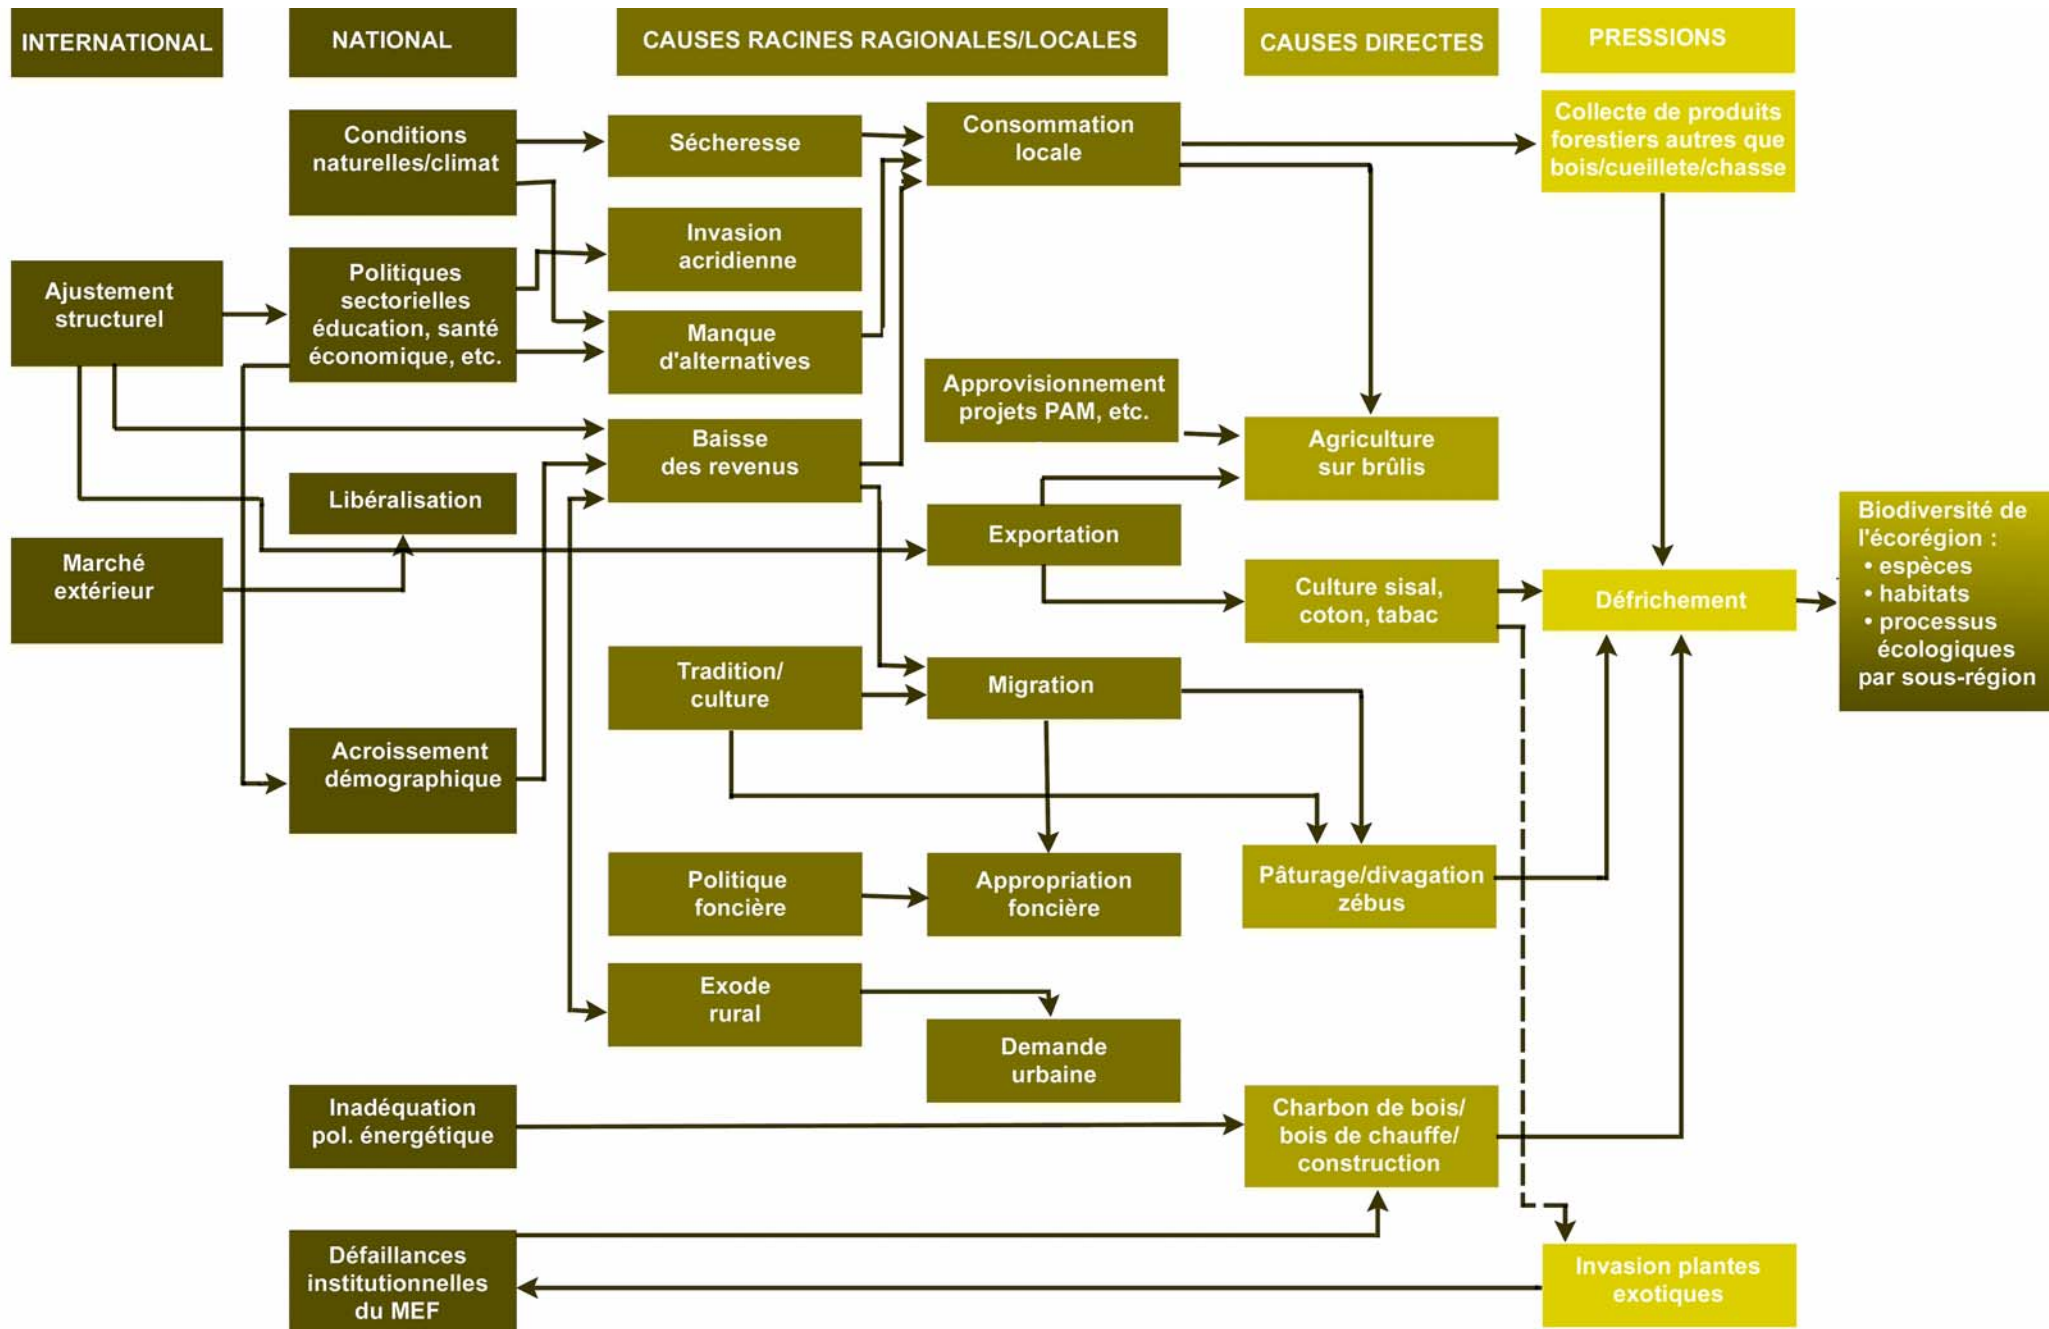 INTERNATIONAL
NATIONAL
CAUSES RACINES RAGIONALES/LOCALES
CAUSES DIRECTES
PRESSIONS
Conditions
naturelles/climat
Sécheresse
Consommation
locale
Collecte de produits
forestiers autres que
bois/cueillete/chasse
Invasion
acridienne
Ajustement
structurel
Politiques
sectorielles
éducation, santé
économique, etc.
Manque
d'alternatives
Approvisionnement
projets PAM, etc.
Baisse
des revenus
Agriculture
sur brûlis
Libéralisation
Exportation
Marché
extérieur
Culture sisal,
coton, tabac
Défrichement
Biodiversité de
l'écorégion :
• espèces
• habitats
• processus
écologiques
par sous-région
Tradition/
culture
Migration
Acroissement
démographique
Politique
foncière
Appropriation
foncière
Pâturage/divagation
zébus
Exode
rural
Demande
urbaine
Inadéquation
pol. énergétique
Charbon de bois/
bois de chauffe/
construction
Défaillances
institutionnelles
du MEF
Invasion plantes
exotiques